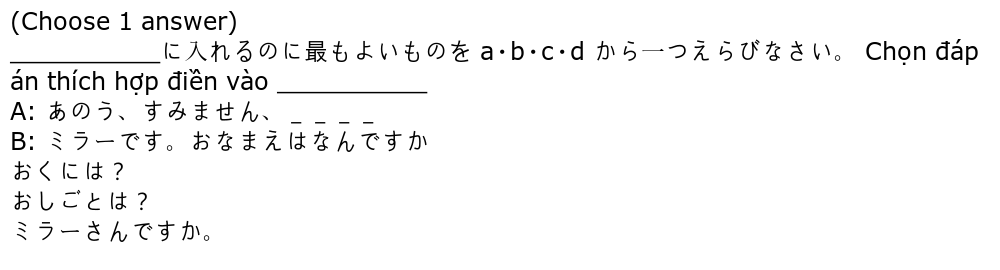 (Choose 1 answer)
____________に入れるのに最もよいものを a・b・c・d から一つえらびなさい。 Chọn đáp
án thích hợp điền vào ____________
A: あのう、すみません、 _ _ _ _
B: ミラーです。おなまえはなんですか
おくには？
おしごとは？
ミラーさんですか。